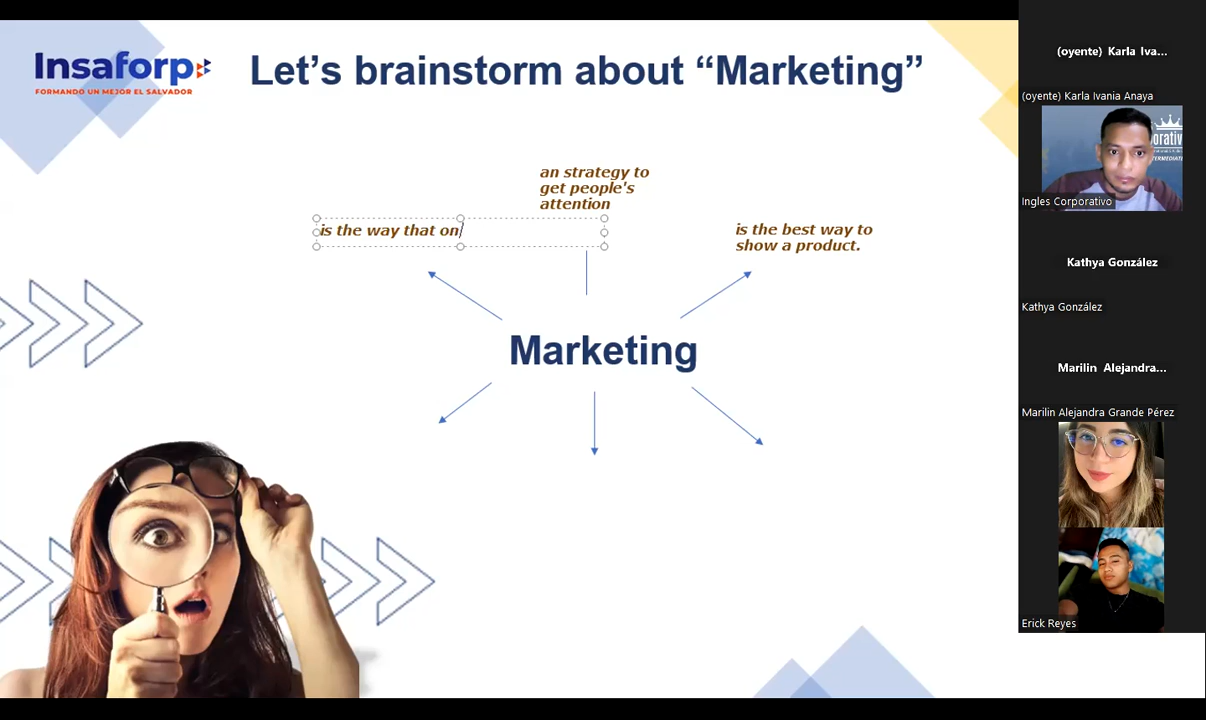 Insaforp
FORMANDO UN MEJOR EL SALVADOR
Let’s brainstorm about “Marketing”
an strategy to
get people's
attention
is the way that on
is the best way to
show a product.
Marketing
(oyente) Karla Iva...
(oyente) Karla Ivania Anaya
Ingles Corporativo
Kathya González
Kathya González
Marilin Alejandra...
Marilin Alejandra Grande Pérez
Erick Reyes